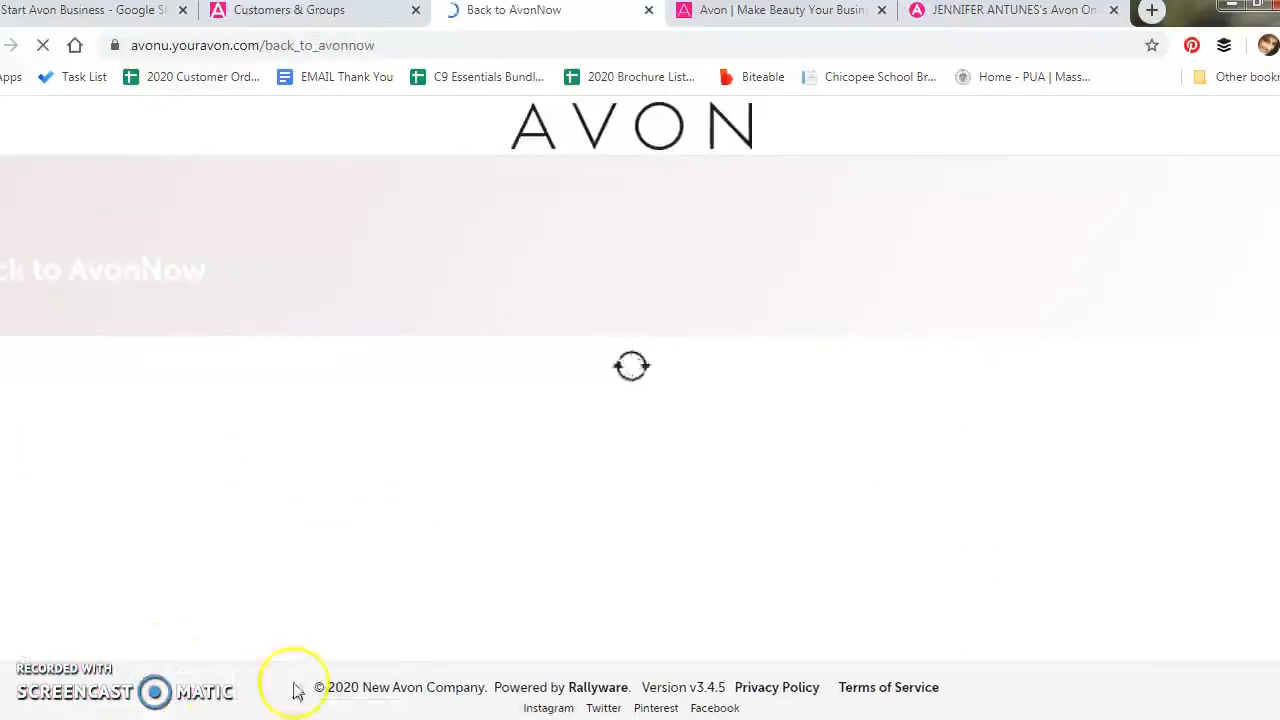 Start Avon Business - Google S
Customers & Groups
Back to AvonNow
Avon | Make Beauty Your Busin
JENNIFER ANTUNES's Avon On
avonu.youravon.com/back_to_avonnow
Apps
Task List
2020 Customer Ord...
EMAIL Thank You
C9 Essentials Bundl...
2020 Brochure List...
Biteable
hicopee School Br...
Home - PUA | Mass...
Other book
AVON
ck to AvonNow
RECORDED WITH
SCREENCAST MATIC
© 2020 New Avon Company. Powered by Rallyware. Version v3.4.5 Privacy Policy Terms of Service
Instagram Twitter Pinterest Facebook